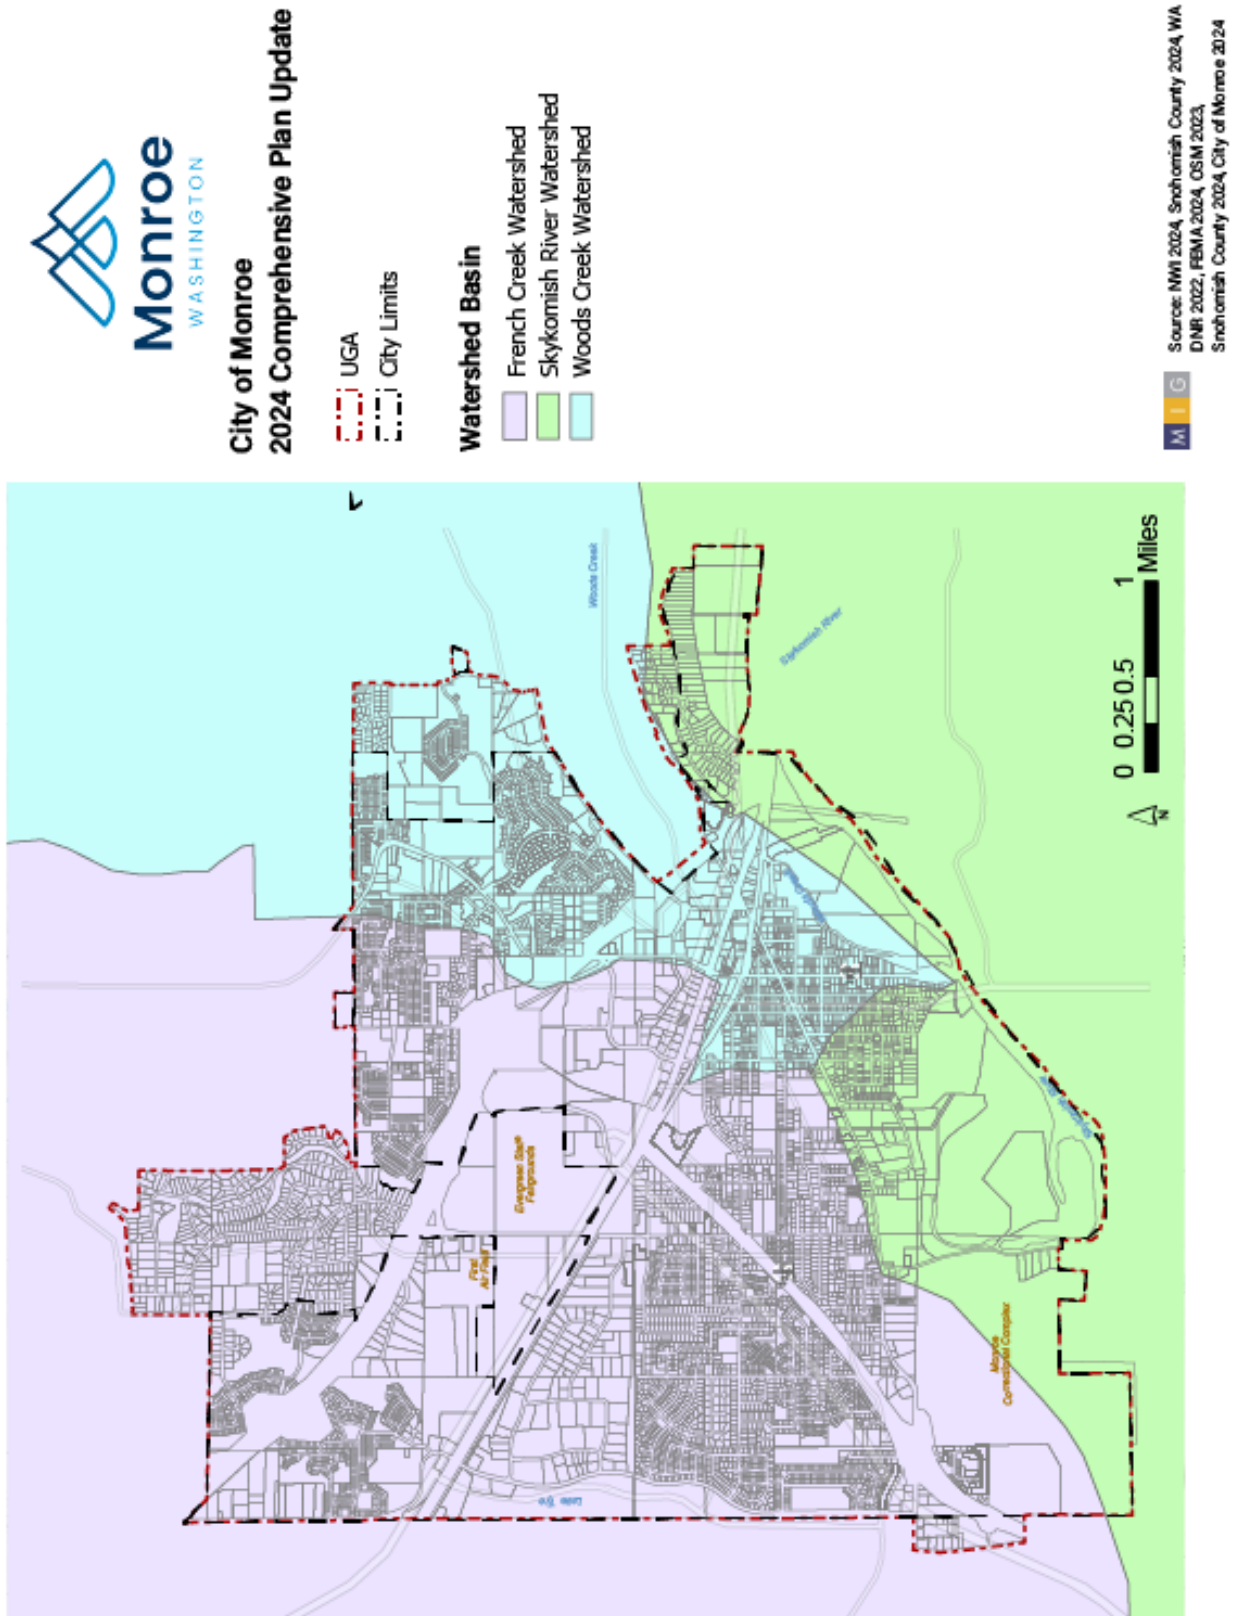 Monroe
WASHINGTON
City of Monroe
2024 Comprehensive Plan Update
UGA
City Limits
Watershed Basin
French Creek Watershed
Skykomish River Watershed
Woods Creek Watershed
M I G
Source: NWI 2024, Snohomish County 2024, WA
DNR 2022, FEMA 2024, OSM 2023,
Snohomish County 2024, City of Monroe 2024
Woods Creek
Skykomish River
Evergreen State
Fairgrounds
First
Air Field
Lake Tye
Monroe
Correctional Complex
Skykomish River
0 0.25 0.5 1
Miles
N